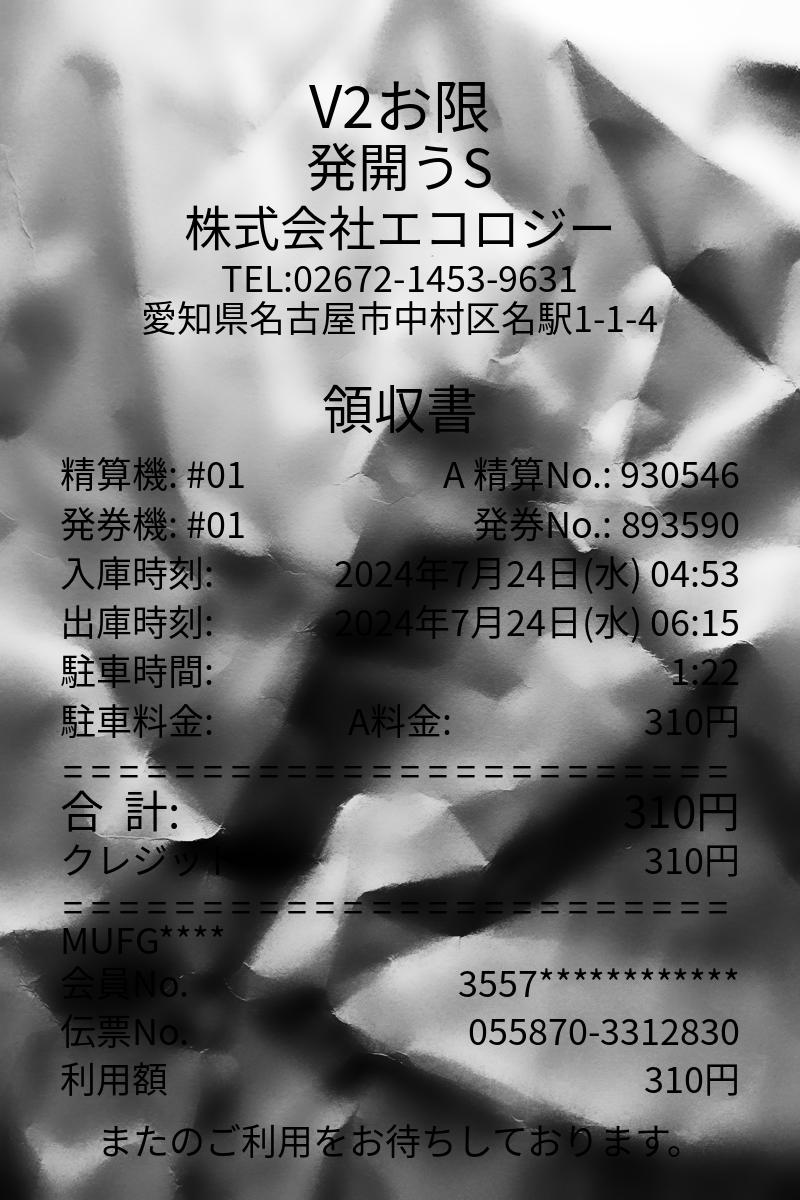 V2お限
発開うS
株式会社エコロジー
TEL:02672-1453-9631
愛知県名古屋市中村区名駅1-1-4
領収書
精算機: #01 A 精算No.: 930546
発券機: #01 発券No.: 893590
入庫時刻: 2024年7月24日(水) 04:53
出庫時刻: 2024年7月24日(水) 06:15
駐車時間: 1:22
駐車料金: A料金: 310円
========================
合 計: 310円
クレジット 310円
========================
MUFG****
会員No. 3557************
伝票No. 055870-3312830
利用額 310円
またのご利用をお待ちしております。